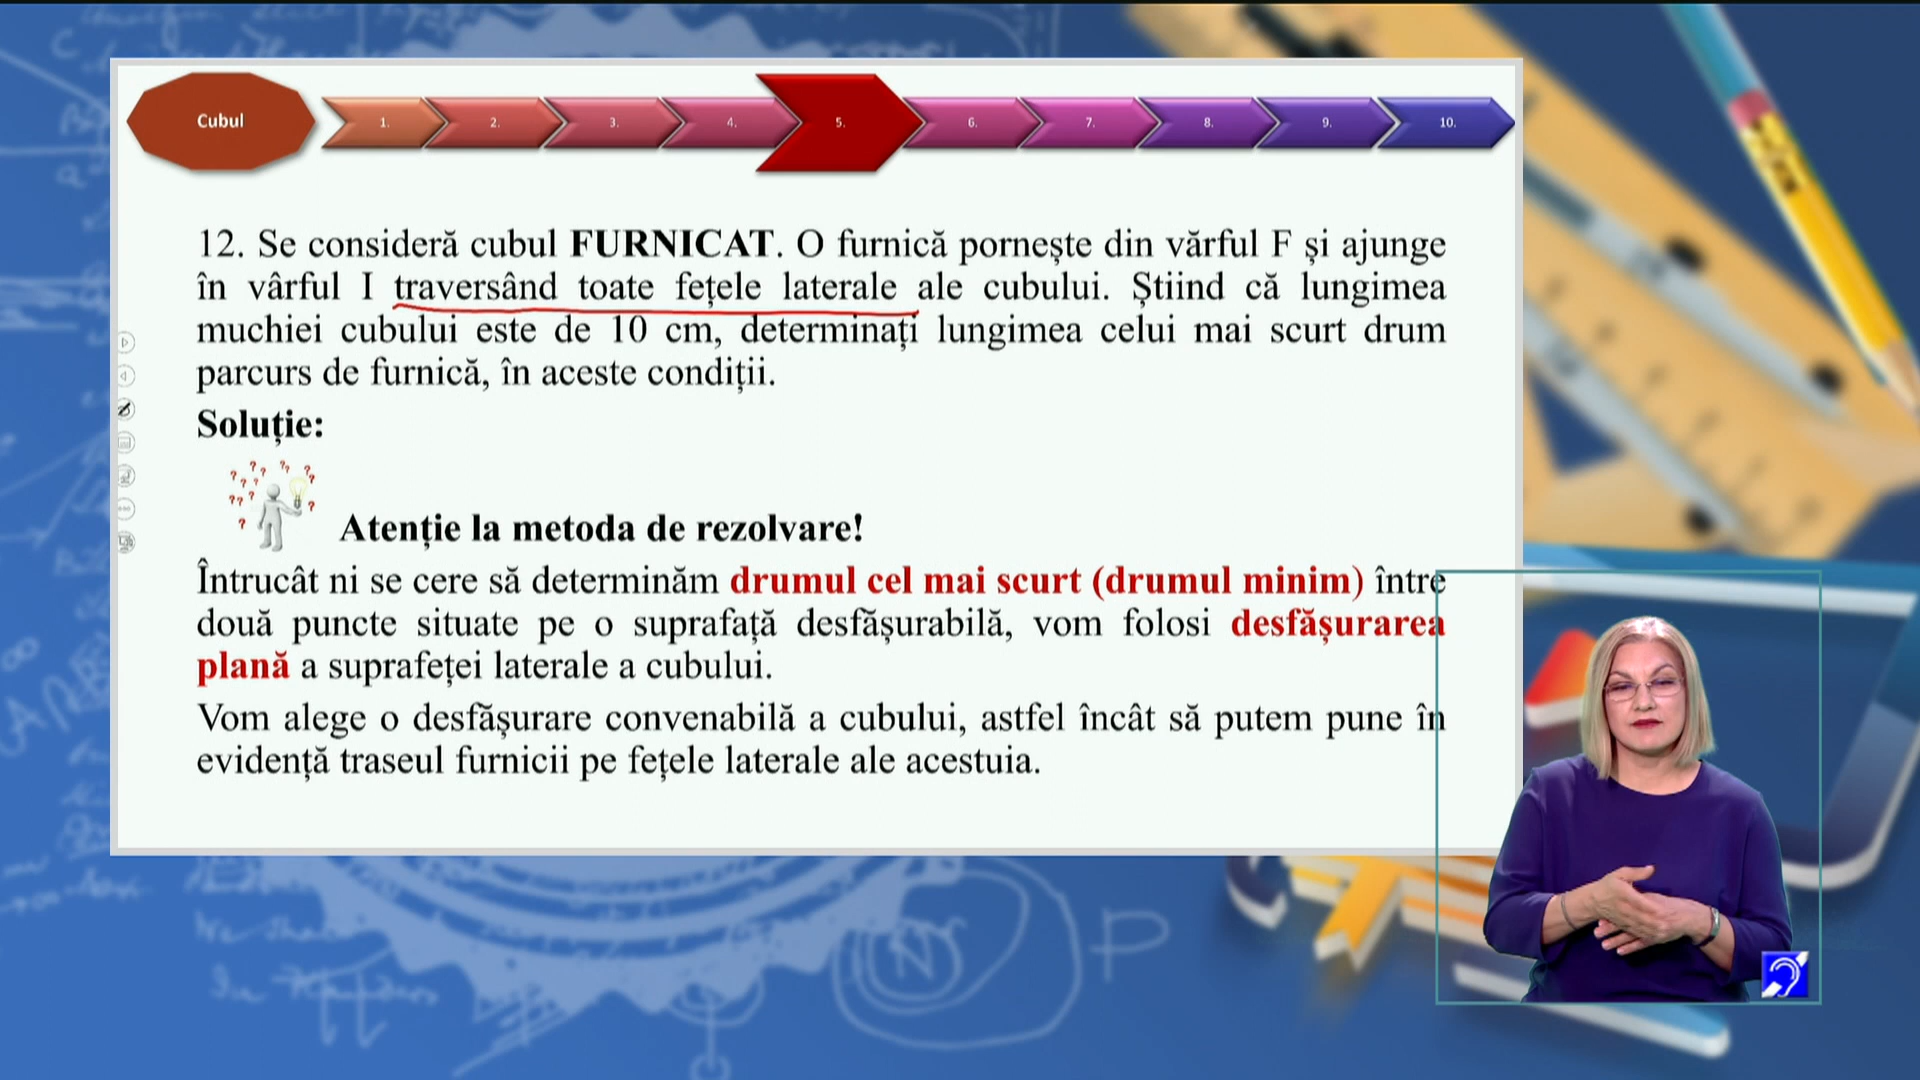 Cubul 1. 2. 3. 4. 5. 6. 7. 8. 9. 10.
12. Se consideră cubul FURNICAT. O furnică pornește din vărful F și ajunge
în vârful I traversând toate fețele laterale ale cubului. Știind că lungimea
muchiei cubului este de 10 cm, determinați lungimea celui mai scurt drum
parcurs de furnică, în aceste condiții.
Soluție:
Atenție la metoda de rezolvare!
Întrucât ni se cere să determinăm drumul cel mai scurt (drumul minim) între
două puncte situate pe o suprafață desfășurabilă, vom folosi desfășurarea
plană a suprafeței laterale a cubului.
Vom alege o desfășurare convenabilă a cubului, astfel încât să putem pune în
evidență traseul furnicii pe fețele laterale ale acestuia.
N
P